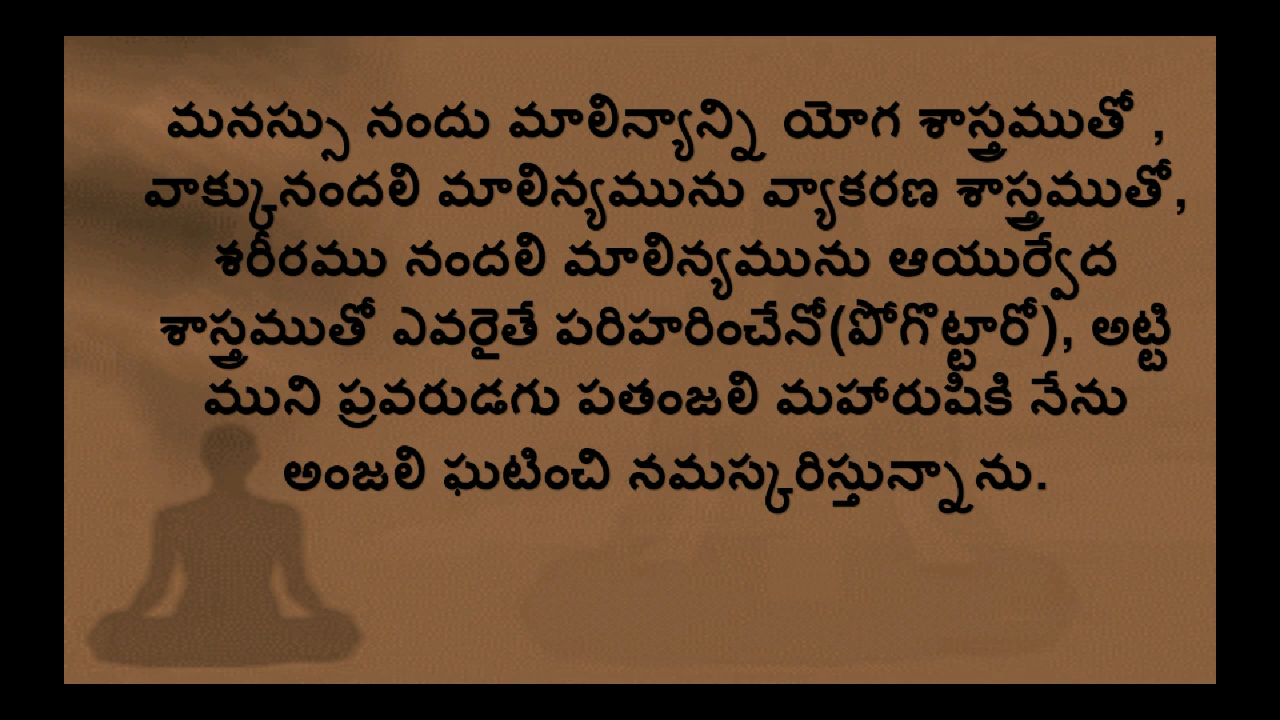 మనస్సు నందు మాలిన్యాన్ని యోగ శాస్త్రముతో ,
వాక్కునందలి మాలిన్యమును వ్యాకరణ శాస్త్రముతో,
శరీరము నందలి మాలిన్యమును ఆయుర్వేద
శాస్త్రముతో ఎవరైతే పరిహరించేనో(పోగొట్టారో), అట్టి
ముని ప్రవరుడగు పతంజలి మహారుషికి నేను
అంజలి ఘటించి నమస్కరిస్తున్నాను.